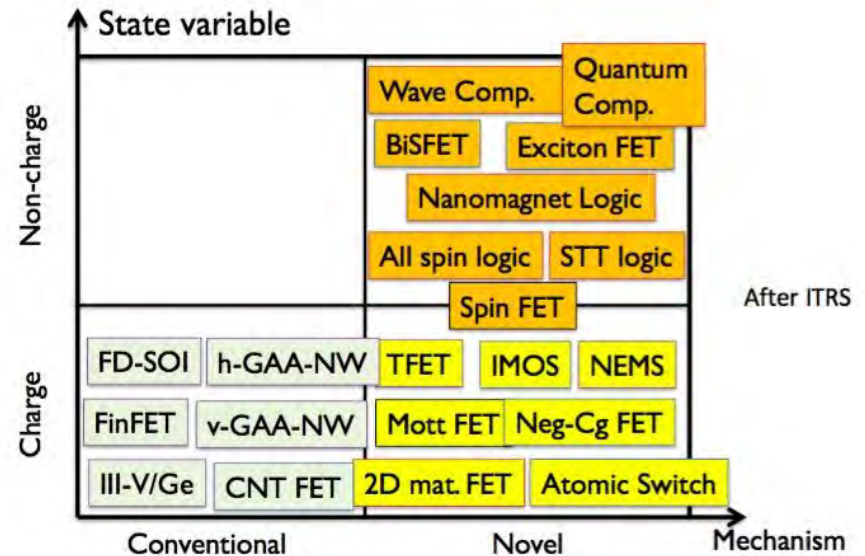 State variable
Non-charge
Wave Comp.
Quantum
Comp.
BiSFET
Exciton FET
Nanomagnet Logic
All spin logic
STT logic
Spin FET
After ITRS
Charge
FD-SOI
h-GAA-NW
TFET
IMOS
NEMS
FinFET
v-GAA-NW
Mott FET
Neg-Cg FET
III-V/Ge
CNT FET
2D mat. FET
Atomic Switch
Conventional
Novel
Mechanism